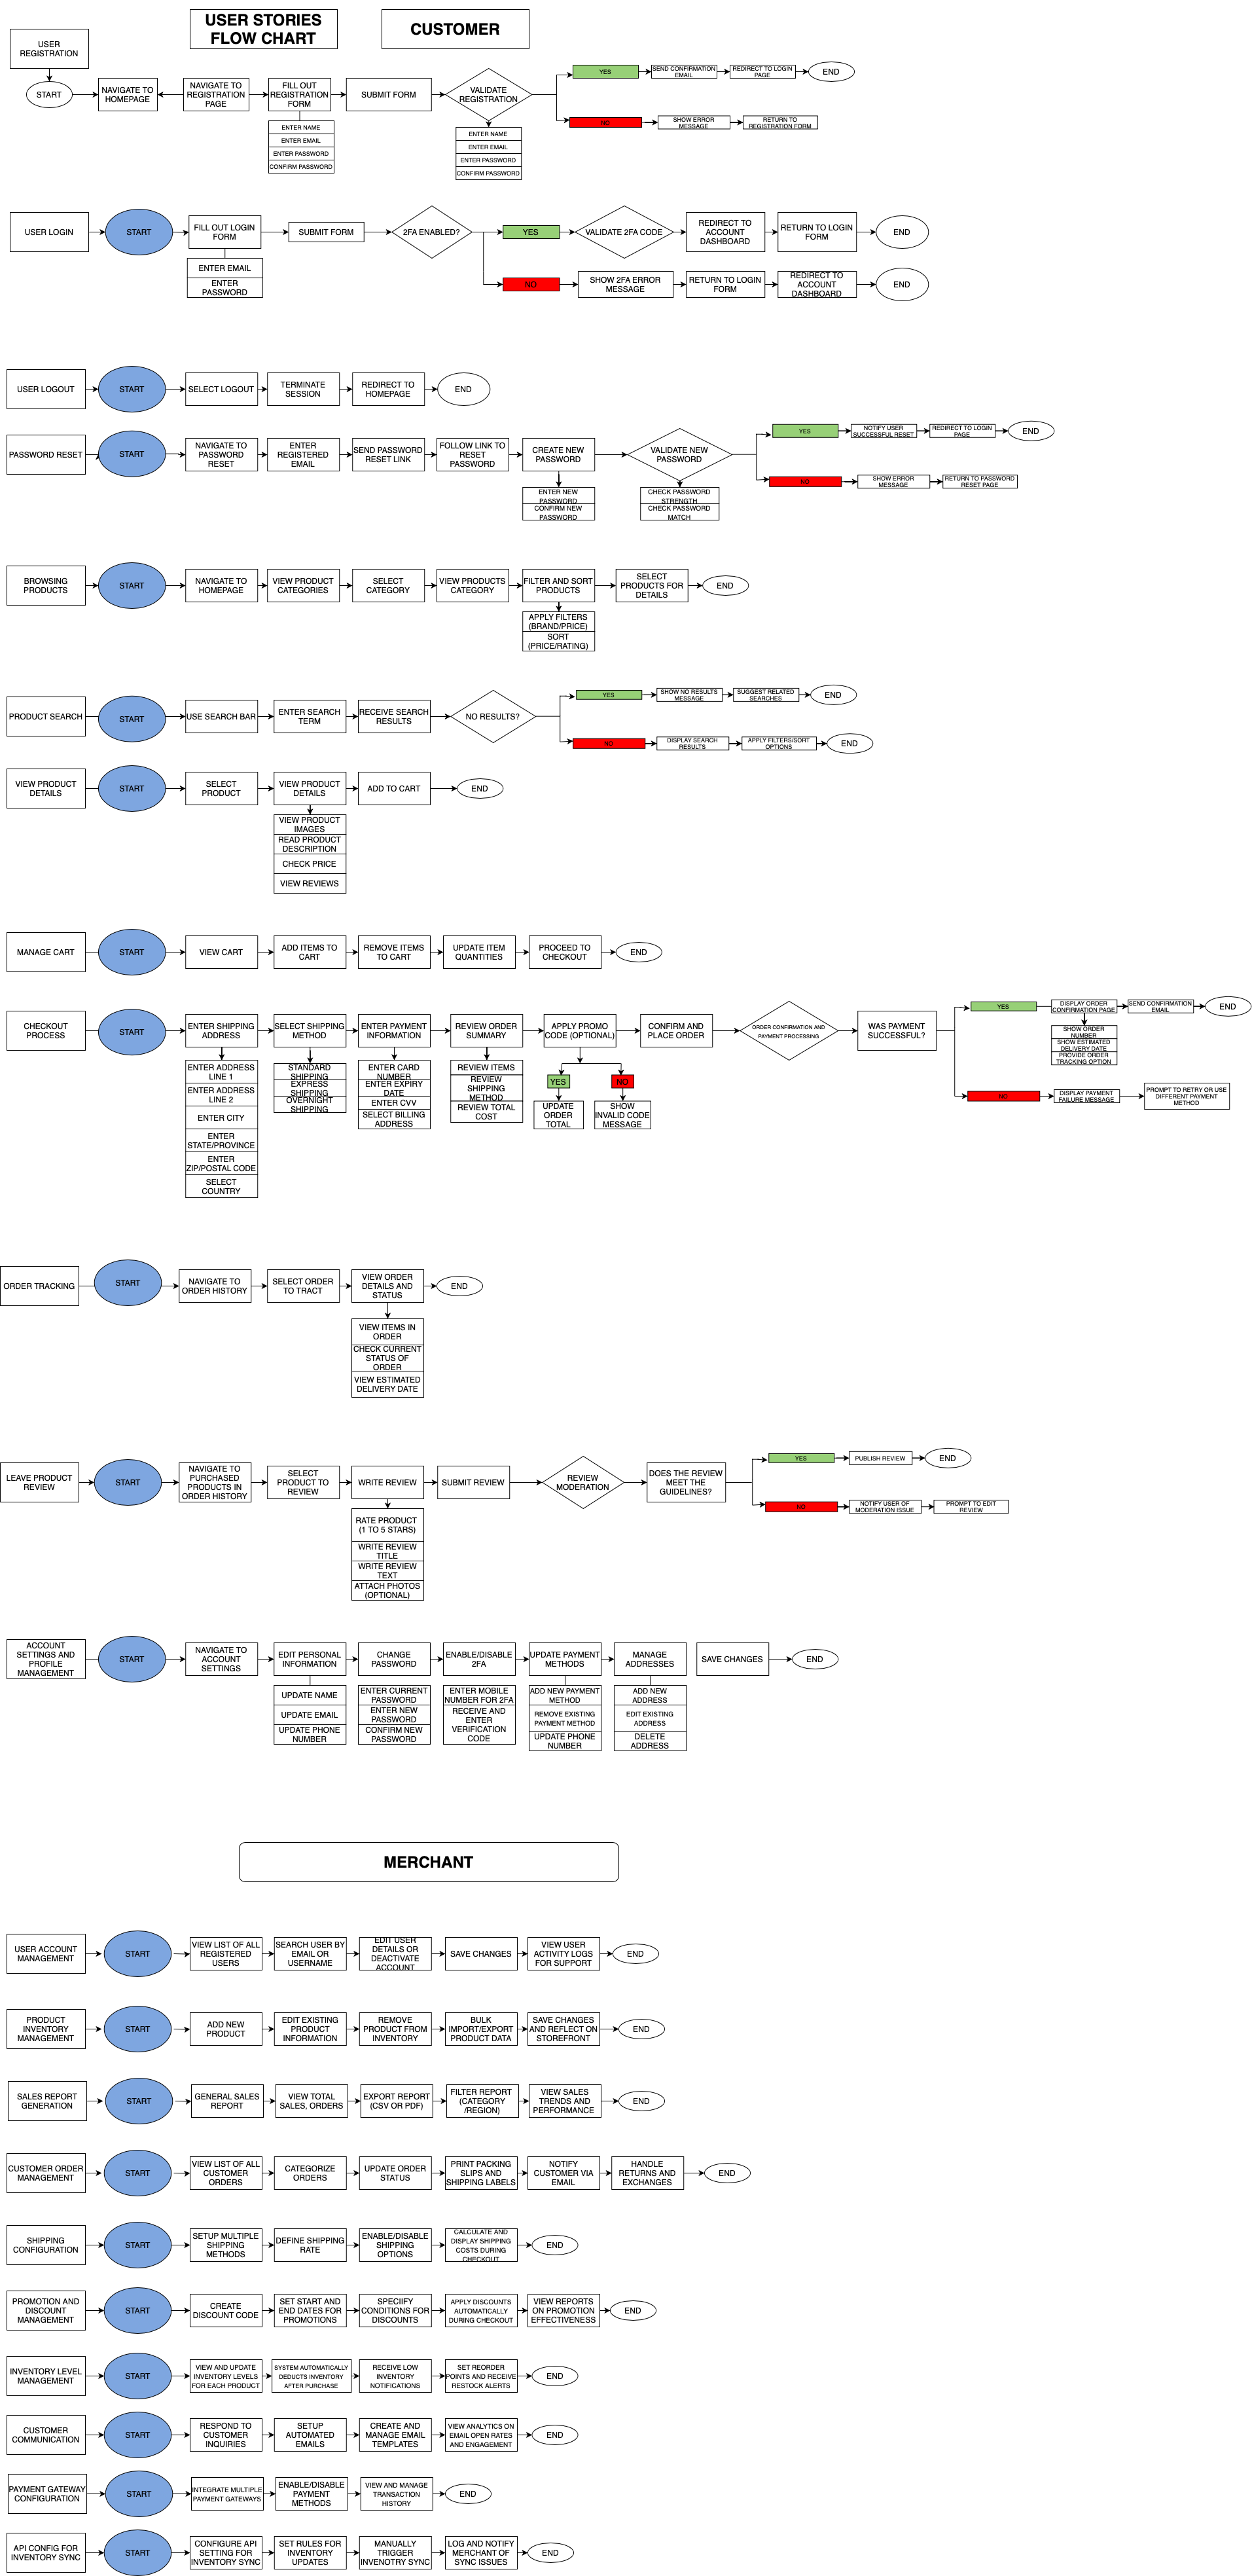 USER STORIES
FLOW CHART
CUSTOMER
USER
REGISTRATION
START
NAVIGATE TO
HOMEPAGE
NAVIGATE TO
REGISTRATION
PAGE
FILL OUT
REGISTRATION
FORM
ENTER NAME
ENTER EMAIL
ENTER PASSWORD
CONFIRM PASSWORD
SUBMIT FORM
VALIDATE
REGISTRATION
ENTER NAME
ENTER EMAIL
ENTER PASSWORD
CONFIRM PASSWORD
YES
SEND CONFIRMATION
EMAIL
REDIRECT TO LOGIN
PAGE
END
NO
SHOW ERROR
MESSAGE
RETURN TO
REGISTRATION FORM
USER LOGIN
START
FILL OUT LOGIN
FORM
ENTER EMAIL
ENTER
PASSWORD
SUBMIT FORM
2FA ENABLED?
YES
VALIDATE 2FA CODE
REDIRECT TO
ACCOUNT
DASHBOARD
RETURN TO LOGIN
FORM
END
NO
SHOW 2FA ERROR
MESSAGE
RETURN TO LOGIN
FORM
REDIRECT TO
ACCOUNT
DASHBOARD
END
USER LOGOUT
START
SELECT LOGOUT
TERMINATE
SESSION
REDIRECT TO
HOMEPAGE
END
PASSWORD RESET
START
NAVIGATE TO
PASSWORD
RESET
ENTER
REGISTERED
EMAIL
SEND PASSWORD
RESET LINK
FOLLOW LINK TO
RESET
PASSWORD
CREATE NEW
PASSWORD
ENTER NEW
PASSWORD
CONFIRM NEW
PASSWORD
VALIDATE NEW
PASSWORD
CHECK PASSWORD
STRENGTH
CHECK PASSWORD
MATCH
YES
NOTIFY USER
SUCCESSFUL RESET
REDIRECT TO LOGIN
PAGE
END
NO
SHOW ERROR
MESSAGE
RETURN TO PASSWORD
RESET PAGE
BROWSING
PRODUCTS
START
NAVIGATE TO
HOMEPAGE
VIEW PRODUCT
CATEGORIES
SELECT
CATEGORY
VIEW PRODUCTS
CATEGORY
FILTER AND SORT
PRODUCTS
APPLY FILTERS
(BRAND/PRICE)
SORT
(PRICE/RATING)
SELECT
PRODUCTS FOR
DETAILS
END
PRODUCT SEARCH
START
USE SEARCH BAR
ENTER SEARCH
TERM
RECEIVE SEARCH
RESULTS
NO RESULTS?
YES
SHOW NO RESULTS
MESSAGE
SUGGEST RELATED
SEARCHES
END
NO
DISPLAY SEARCH
RESULTS
APPLY FILTERS/SORT
OPTIONS
END
VIEW PRODUCT
DETAILS
START
SELECT
PRODUCT
VIEW PRODUCT
DETAILS
VIEW PRODUCT
IMAGES
READ PRODUCT
DESCRIPTION
CHECK PRICE
VIEW REVIEWS
ADD TO CART
END
MANAGE CART
START
VIEW CART
ADD ITEMS TO
CART
REMOVE ITEMS
TO CART
UPDATE ITEM
QUANTITIES
PROCEED TO
CHECKOUT
END
CHECKOUT
PROCESS
START
ENTER SHIPPING
ADDRESS
ENTER ADDRESS
LINE 1
ENTER ADDRESS
LINE 2
ENTER CITY
ENTER
STATE/PROVINCE
ENTER
ZIP/POSTAL CODE
SELECT
COUNTRY
SELECT SHIPPING
METHOD
STANDARD
SHIPPING
EXPRESS
SHIPPING
OVERNIGHT
SHIPPING
ENTER PAYMENT
INFORMATION
ENTER CARD
NUMBER
ENTER EXPIRY
DATE
ENTER CVV
SELECT BILLING
ADDRESS
REVIEW ORDER
SUMMARY
REVIEW ITEMS
REVIEW
SHIPPING
METHOD
REVIEW TOTAL
COST
APPLY PROMO
CODE (OPTIONAL)
YES
UPDATE
ORDER
TOTAL
NO
SHOW
INVALID CODE
MESSAGE
CONFIRM AND
PLACE ORDER
ORDER CONFIRMATION AND
PAYMENT PROCESSING
WAS PAYMENT
SUCCESSFUL?
YES
DISPLAY ORDER
CONFIRMATION PAGE
SHOW ORDER
NUMBER
SHOW ESTIMATED
DELIVERY DATE
PROVIDE ORDER
TRACKING OPTION
SEND CONFIRMATION
EMAIL
END
NO
DISPLAY PAYMENT
FAILURE MESSAGE
PROMPT TO RETRY OR USE
DIFFERENT PAYMENT
METHOD
ORDER TRACKING
START
NAVIGATE TO
ORDER HISTORY
SELECT ORDER
TO TRACT
VIEW ORDER
DETAILS AND
STATUS
VIEW ITEMS IN
ORDER
CHECK CURRENT
STATUS OF
ORDER
VIEW ESTIMATED
DELIVERY DATE
END
LEAVE PRODUCT
REVIEW
START
NAVIGATE TO
PURCHASED
PRODUCTS IN
ORDER HISTORY
SELECT
PRODUCT TO
REVIEW
WRITE REVIEW
RATE PRODUCT
(1 TO 5 STARS)
WRITE REVIEW
TITLE
WRITE REVIEW
TEXT
ATTACH PHOTOS
(OPTIONAL)
SUBMIT REVIEW
REVIEW
MODERATION
DOES THE REVIEW
MEET THE
GUIDELINES?
YES
PUBLISH REVIEW
END
NO
NOTIFY USER OF
MODERATION ISSUE
PROMPT TO EDIT
REVIEW
ACCOUNT
SETTINGS AND
PROFILE
MANAGEMENT
START
NAVIGATE TO
ACCOUNT
SETTINGS
EDIT PERSONAL
INFORMATION
UPDATE NAME
UPDATE EMAIL
UPDATE PHONE
NUMBER
CHANGE
PASSWORD
ENTER CURRENT
PASSWORD
ENTER NEW
PASSWORD
CONFIRM NEW
PASSWORD
ENABLE/DISABLE
2FA
ENTER MOBILE
NUMBER FOR 2FA
RECEIVE AND
ENTER
VERIFICATION
CODE
UPDATE PAYMENT
METHODS
ADD NEW PAYMENT
METHOD
REMOVE EXISTING
PAYMENT METHOD
UPDATE PHONE
NUMBER
MANAGE
ADDRESSES
ADD NEW
ADDRESS
EDIT EXISTING
ADDRESS
DELETE
ADDRESS
SAVE CHANGES
END
MERCHANT
USER ACCOUNT
MANAGEMENT
START
VIEW LIST OF ALL
REGISTERED
USERS
SEARCH USER BY
EMAIL OR
USERNAME
EDIT USER
DETAILS OR
DEACTIVATE
ACCOUNT
SAVE CHANGES
VIEW USER
ACTIVITY LOGS
FOR SUPPORT
END
PRODUCT
INVENTORY
MANAGEMENT
START
ADD NEW
PRODUCT
EDIT EXISTING
PRODUCT
INFORMATION
REMOVE
PRODUCT FROM
INVENTORY
BULK
IMPORT/EXPORT
PRODUCT DATA
SAVE CHANGES
AND REFLECT ON
STOREFRONT
END
SALES REPORT
GENERATION
START
GENERAL SALES
REPORT
VIEW TOTAL
SALES, ORDERS
EXPORT REPORT
(CSV OR PDF)
FILTER REPORT
(CATEGORY
/REGION)
VIEW SALES
TRENDS AND
PERFORMANCE
END
CUSTOMER ORDER
MANAGEMENT
START
VIEW LIST OF ALL
CUSTOMER
ORDERS
CATEGORIZE
ORDERS
UPDATE ORDER
STATUS
PRINT PACKING
SLIPS AND
SHIPPING LABELS
NOTIFY
CUSTOMER VIA
EMAIL
HANDLE
RETURNS AND
EXCHANGES
END
SHIPPING
CONFIGURATION
START
SETUP MULTIPLE
SHIPPING
METHODS
DEFINE SHIPPING
RATE
ENABLE/DISABLE
SHIPPING
OPTIONS
CALCULATE AND
DISPLAY SHIPPING
COSTS DURING
CHECKOUT
END
PROMOTION AND
DISCOUNT
MANAGEMENT
START
CREATE
DISCOUNT CODE
SET START AND
END DATES FOR
PROMOTIONS
SPECIIFY
CONDITIONS FOR
DISCOUNTS
APPLY DISCOUNTS
AUTOMATICALLY
DURING CHECKOUT
VIEW REPORTS
ON PROMOTION
EFFECTIVENESS
END
INVENTORY LEVEL
MANAGEMENT
START
VIEW AND UPDATE
INVENTORY LEVELS
FOR EACH PRODUCT
SYSTEM AUTOMATICALLY
DEDUCTS INVENTORY
AFTER PURCHASE
RECEIVE LOW
INVENTORY
NOTIFICATIONS
SET REORDER
POINTS AND RECEIVE
RESTOCK ALERTS
END
CUSTOMER
COMMUNICATION
START
RESPOND TO
CUSTOMER
INQUIRIES
SETUP
AUTOMATED
EMAILS
CREATE AND
MANAGE EMAIL
TEMPLATES
VIEW ANALYTICS ON
EMAIL OPEN RATES
AND ENGAGEMENT
END
PAYMENT GATEWAY
CONFIGURATION
START
INTEGRATE MULTIPLE
PAYMENT GATEWAYS
ENABLE/DISABLE
PAYMENT
METHODS
VIEW AND MANAGE
TRANSACTION
HISTORY
END
API CONFIG FOR
INVENTORY SYNC
START
CONFIGURE API
SETTING FOR
INVENTORY SYNC
SET RULES FOR
INVENTORY
UPDATES
MANUALLY
TRIGGER
INVENOTRY SYNC
LOG AND NOTIFY
MERCHANT OF
SYNC ISSUES
END